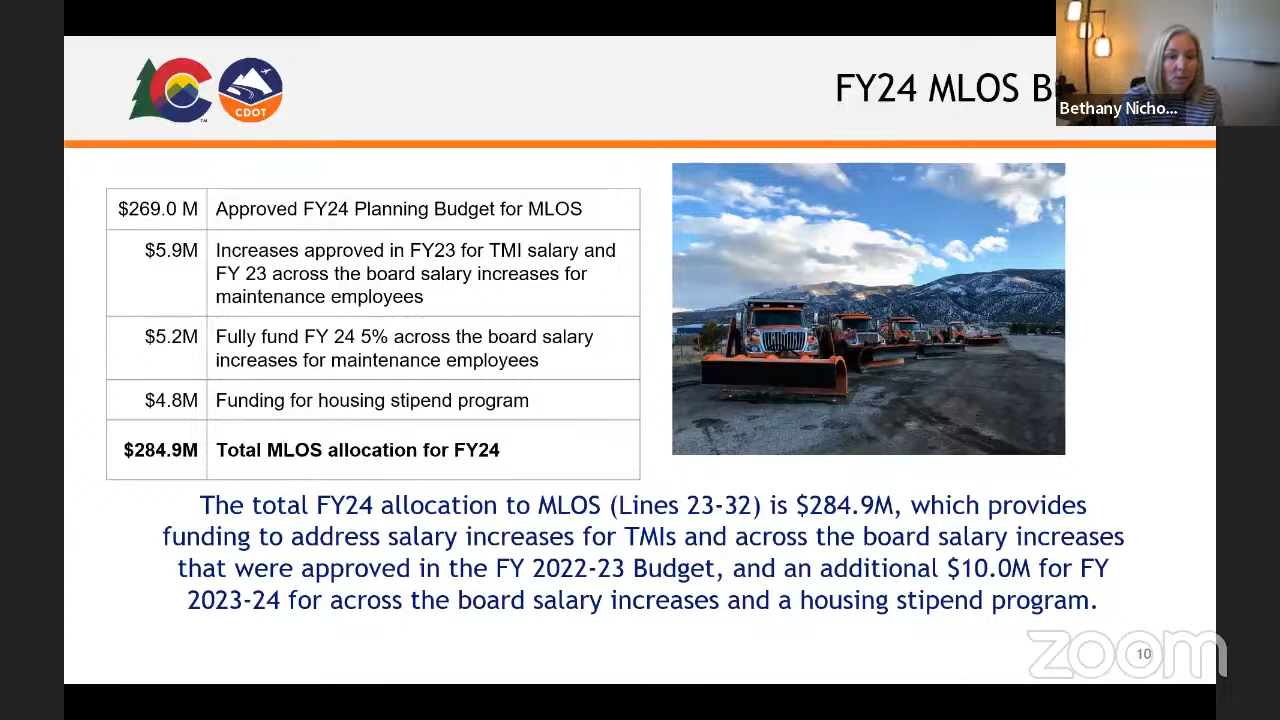 CDOT
FY24 MLOS
Bethany Nicho...
$269.0 M Approved FY24 Planning Budget for MLOS
$5.9M Increases approved in FY23 for TMI salary and
FY 23 across the board salary increases for
maintenance employees
$5.2M Fully fund FY 24 5% across the board salary
increases for maintenance employees
$4.8M Funding for housing stipend program
$284.9M Total MLOS allocation for FY24
The total FY24 allocation to MLOS (Lines 23-32) is $284.9M, which provides
funding to address salary increases for TMIs and across the board salary increases
that were approved in the FY 2022-23 Budget, and an additional $10.0M for FY
2023-24 for across the board salary increases and a housing stipend program.
zoom
10